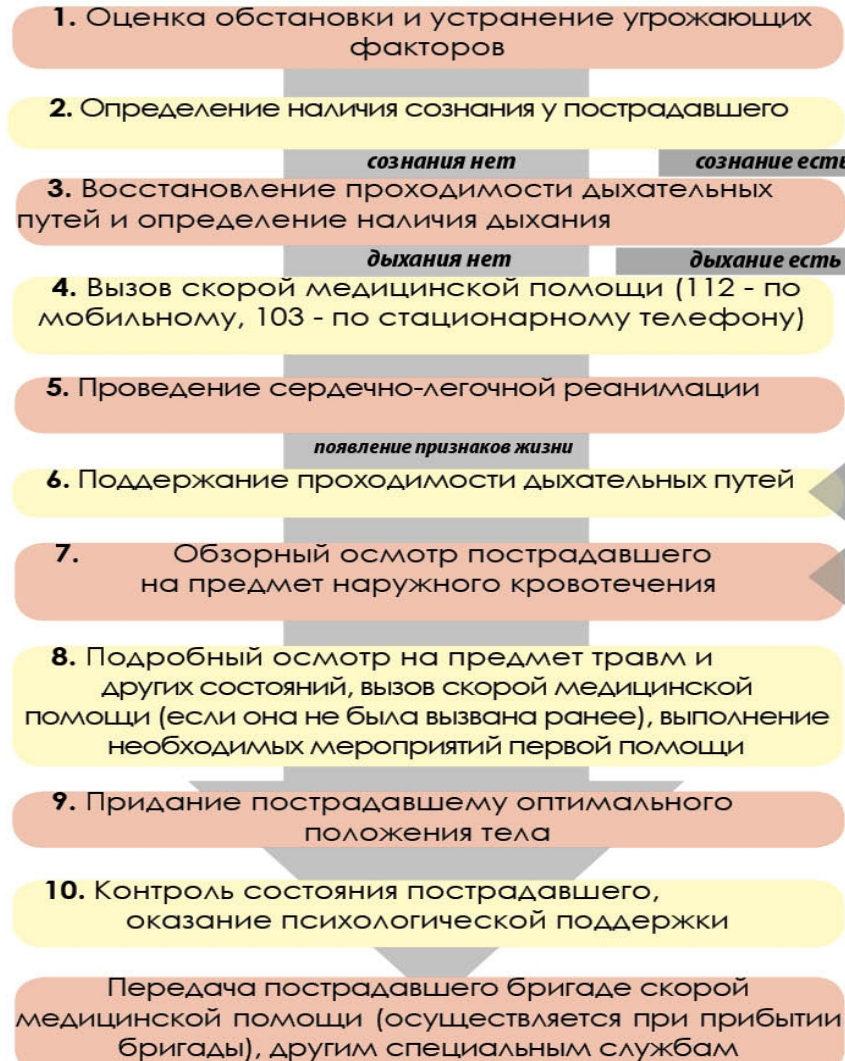 1. Оценка обстановки и устранение угрожающих
факторов
2. Определение наличия сознания у пострадавшего
сознания нет
сознание есть
3. Восстановление проходимости дыхательных
путей и определение наличия дыхания
дыхания нет
дыхание есть
4. Вызов скорой медицинской помощи (112 - по
мобильному, 103 - по стационарному телефону)
5. Проведение сердечно-легочной реанимации
появление признаков жизни
6. Поддержание проходимости дыхательных путей
7. Обзорный осмотр пострадавшего
на предмет наружного кровотечения
8. Подробный осмотр на предмет травм и
других состояний, вызов скорой медицинской
помощи (если она не была вызвана ранее), выполнение
необходимых мероприятий первой помощи
9. Придание пострадавшему оптимального
положения тела
10. Контроль состояния пострадавшего,
оказание психологической поддержки
Передача пострадавшего бригаде скорой
медицинской помощи (осуществляется при прибытии
бригады), другим специальным службам